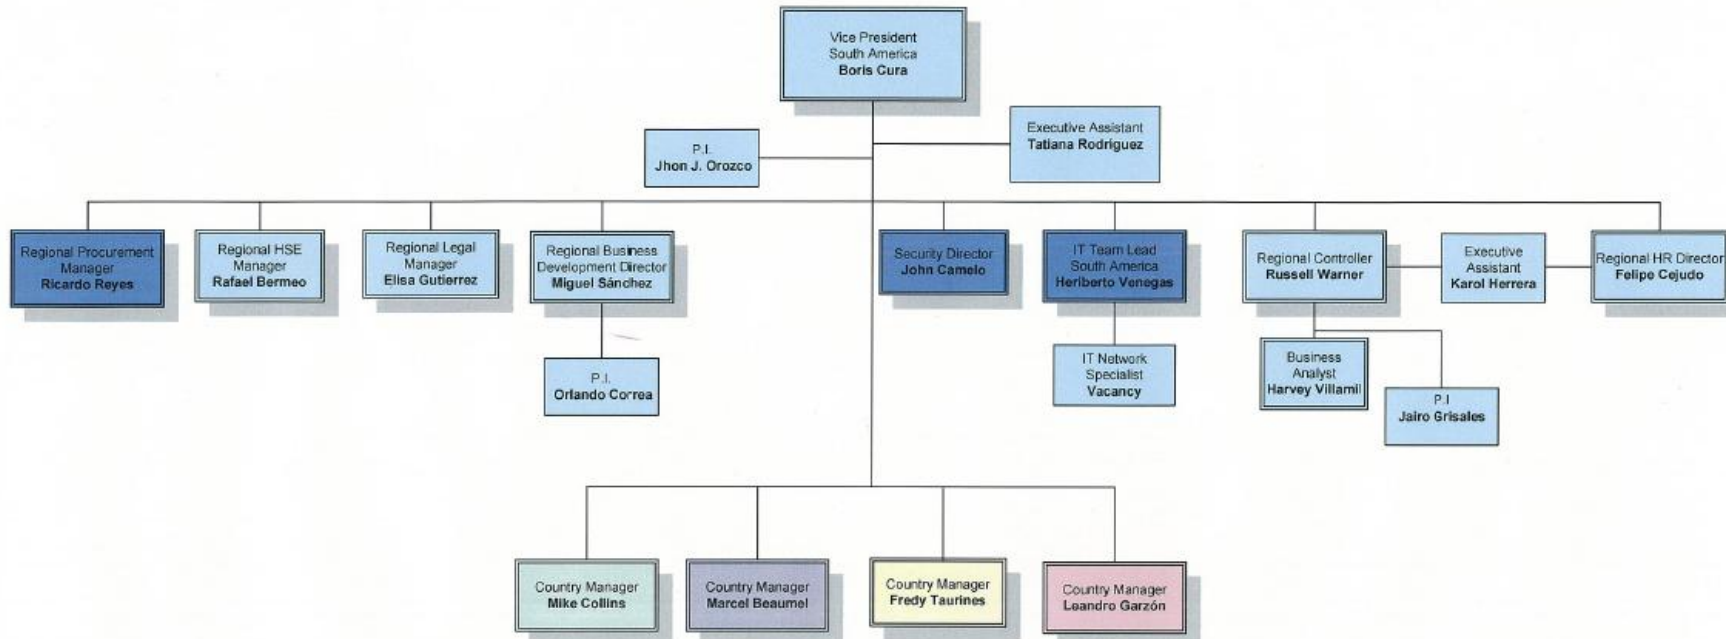 Vice President
South America
Boris Cura
P.I.
Jhon J. Orozco
Executive Assistant
Tatiana Rodriguez
Regional Procurement
Manager
Ricardo Reyes
Regional HSE
Manager
Rafael Bermeo
Regional Legal
Manager
Elisa Gutierrez
Regional Business
Development Director
Miguel Sánchez
Security Director
John Camelo
IT Team Lead
South America
Heriberto Venegas
Regional Controller
Russell Warner
Executive
Assistant
Karol Herrera
Regional HR Director
Felipe Cejudo
P.I.
Orlando Correa
IT Network
Specialist
Vacancy
Business
Analyst
Harvey Villamil
P.I
Jairo Grisales
Country Manager
Mike Collins
Country Manager
Marcel Beaumel
Country Manager
Fredy Taurines
Country Manager
Leandro Garzón